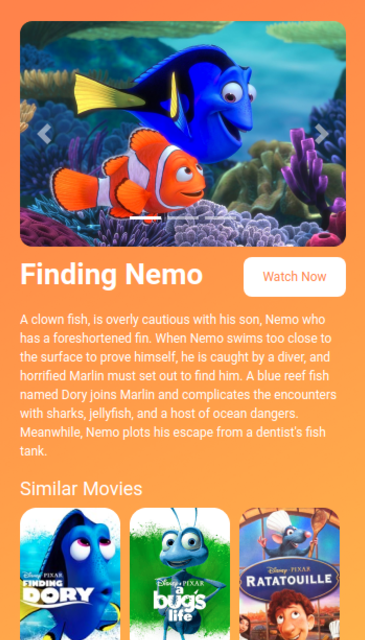 Finding Nemo
Watch Now
A clown fish, is overly cautious with his son, Nemo who
has a foreshortened fin. When Nemo swims too close to
the surface to prove himself, he is caught by a diver, and
horrified Marlin must set out to find him. A blue reef fish
named Dory joins Marlin and complicates the encounters
with sharks, jellyfish, and a host of ocean dangers.
Meanwhile, Nemo plots his escape from a dentist's fish
tank.
Similar Movies
Disney · PIXAR
FINDING
DORY
Disney · PIXAR
a
bug's
life
Disney · PIXAR
RATATOUILLE